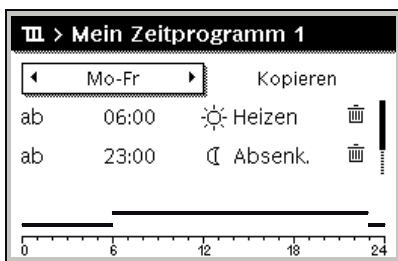 > Mein Zeitprogramm 1
Mo-Fr Kopieren
ab 06:00 Heizen
ab 23:00 Absenk.
0 6 12 18 24